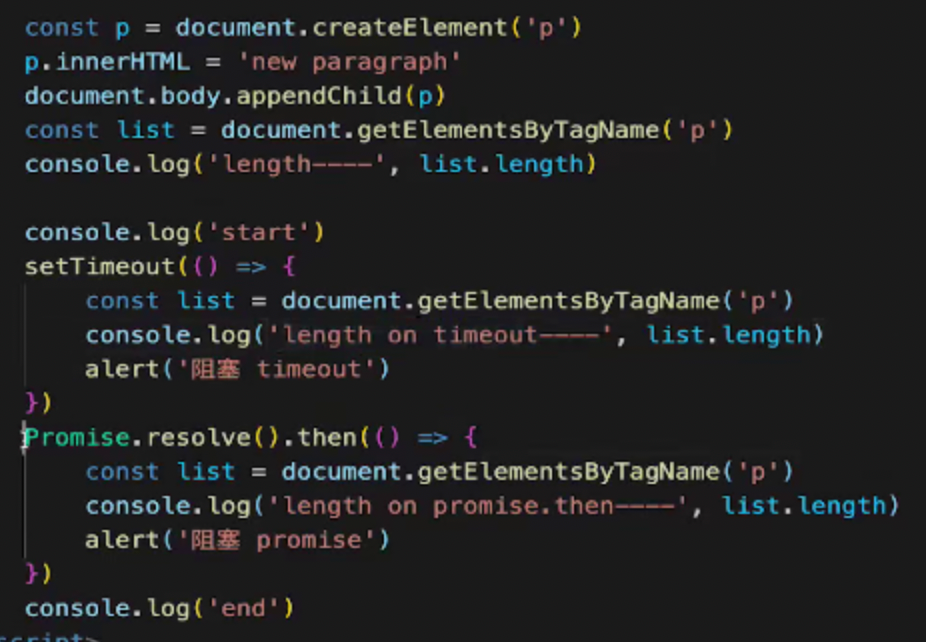 const p = document.createElement('p')
p.innerHTML = 'new paragraph'
document.body.appendChild(p)
const list = document.getElementsByTagName('p')
console.log('length----', list.length)
console.log('start')
setTimeout(() => {
const list = document.getElementsByTagName('p')
console.log('length on timeout----', list.length)
alert('阻塞 timeout')
})
Promise.resolve().then(() => {
const list = document.getElementsByTagName('p')
console.log('length on promise.then----', list.length)
alert('阻塞 promise')
})
console.log('end')
script>